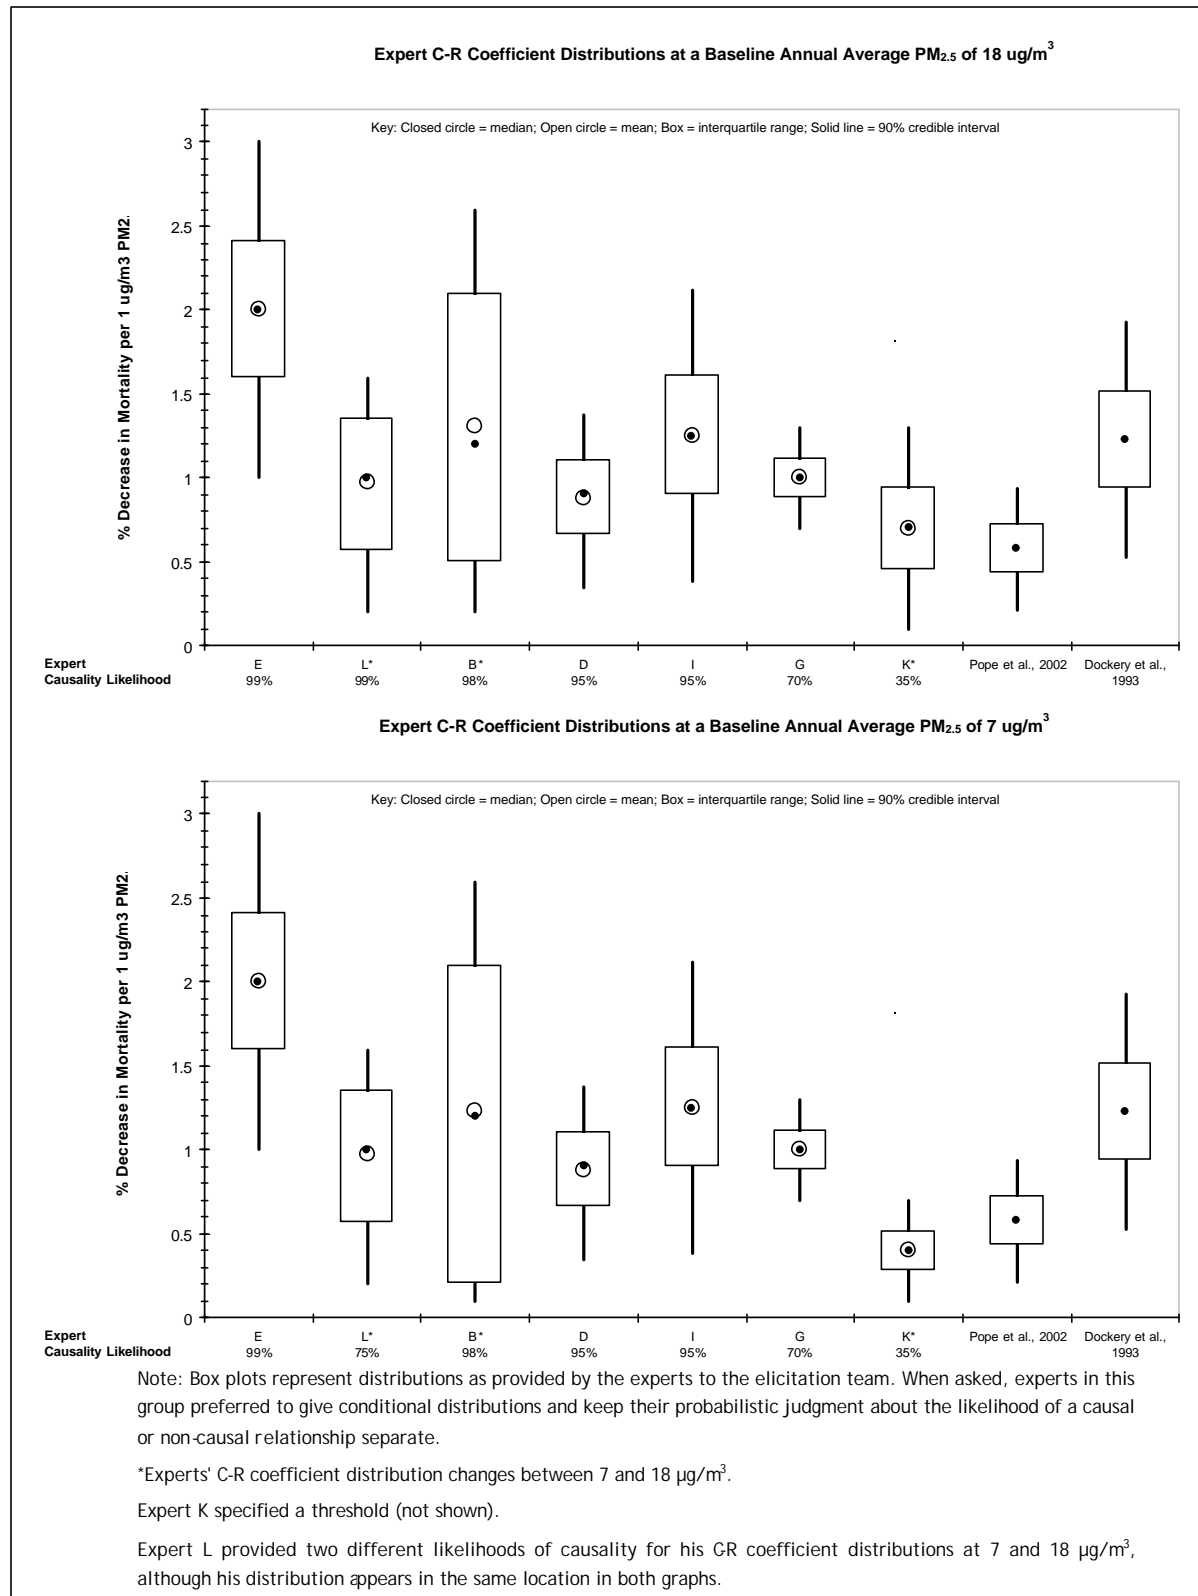 Expert C-R Coefficient Distributions at a Baseline Annual Average PM2.5 of 18 ug/m3
Key: Closed circle = median; Open circle = mean; Box = interquartile range; Solid line = 90% credible interval
% Decrease in Mortality per 1 ug/m3 PM2.
3
2.5
2
1.5
1
0.5
0
Expert E L* B* D I G K* Pope et al., 2002 Dockery et al.,
Causality Likelihood 99% 99% 98% 95% 95% 70% 35% 1993
Expert C-R Coefficient Distributions at a Baseline Annual Average PM2.5 of 7 ug/m3
Key: Closed circle = median; Open circle = mean; Box = interquartile range; Solid line = 90% credible interval
% Decrease in Mortality per 1 ug/m3 PM2.
3
2.5
2
1.5
1
0.5
0
Expert E L* B* D I G K* Pope et al., 2002 Dockery et al.,
Causality Likelihood 99% 75% 98% 95% 95% 70% 35% 1993
Note: Box plots represent distributions as provided by the experts to the elicitation team. When asked, experts in this
group preferred to give conditional distributions and keep their probabilistic judgment about the likelihood of a causal
or non-causal relationship separate.
*Experts' C-R coefficient distribution changes between 7 and 18 µg/m3.
Expert K specified a threshold (not shown).
Expert L provided two different likelihoods of causality for his C-R coefficient distributions at 7 and 18 µg/m3,
although his distribution appears in the same location in both graphs.